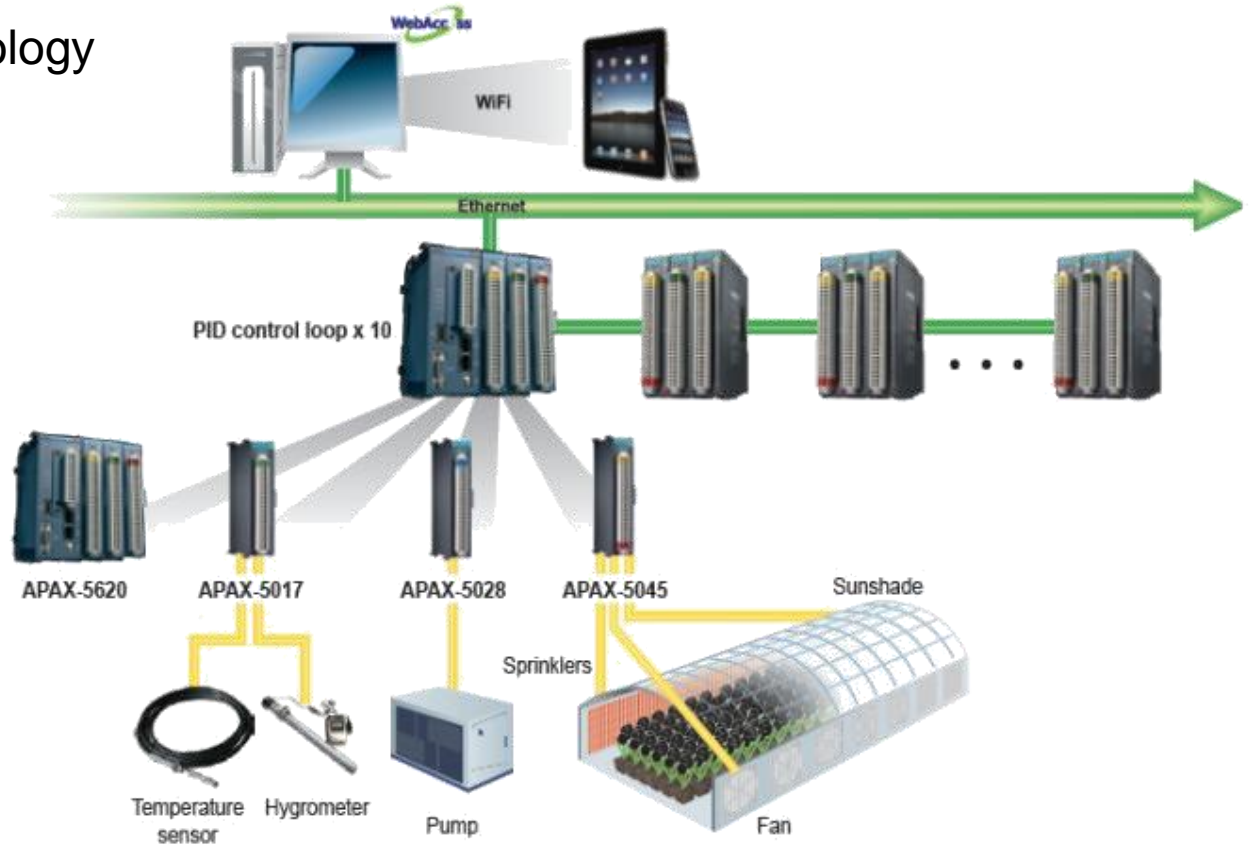 ology
WebAccess
WiFi
Ethernet
PID control loop x 10
APAX-5620
APAX-5017
APAX-5028
APAX-5045
Sunshade
Sprinklers
Temperature
sensor
Hygrometer
Pump
Fan